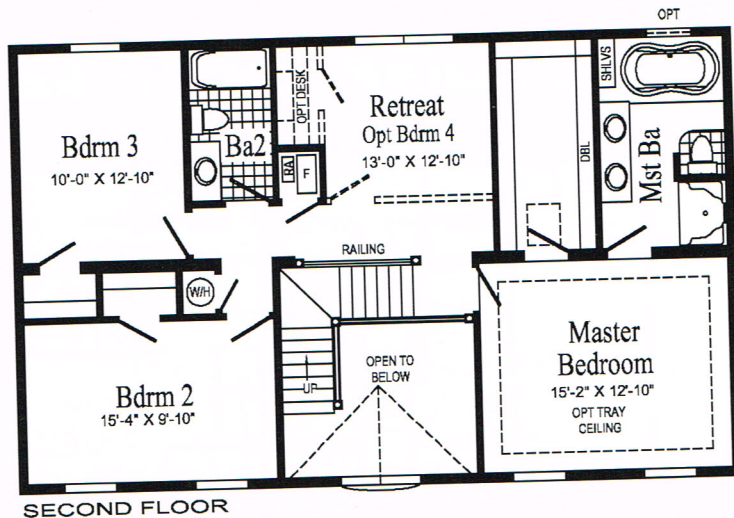 OPT
SHLVS
OPT DESK
Retreat
Opt Bdrm 4
13'-0" X 12'-10"
Bdrm 3
10'-0" X 12'-10"
Ba2
RA
F
DBL
Mst Ba
RAILING
W/H
Master
Bedroom
15'-2" X 12'-10"
OPT TRAY
CEILING
OPEN TO
BELOW
UP
Bdrm 2
15'-4" X 9'-10"
SECOND FLOOR